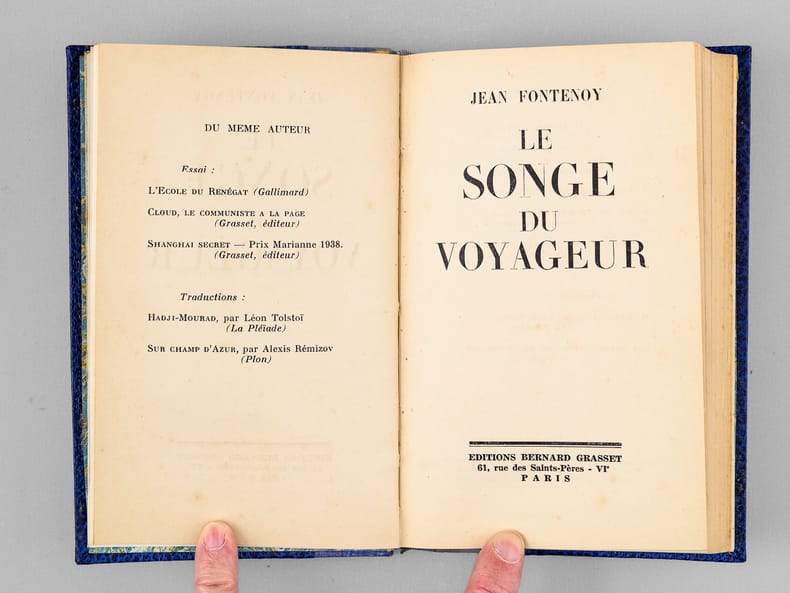 DU MEME AUTEUR
Essai :
L'ECOLE DU RENÉGAT (Gallimard)
CLOUD, LE COMMUNISTE A LA PAGE
(Grasset, éditeur)
SHANGHAI SECRET — Prix Marianne 1938.
(Grasset, éditeur)
Traductions :
HADJI-MOURAD, par Léon Tolstoï
(La Pléiade)
SUR CHAMP D'AZUR, par Alexis Rémizov
(Plon)
JEAN FONTENOY
LE
SONGE
DU
VOYAGEUR
EDITIONS BERNARD GRASSET
61, rue des Saints-Pères - VIᵉ
PARIS